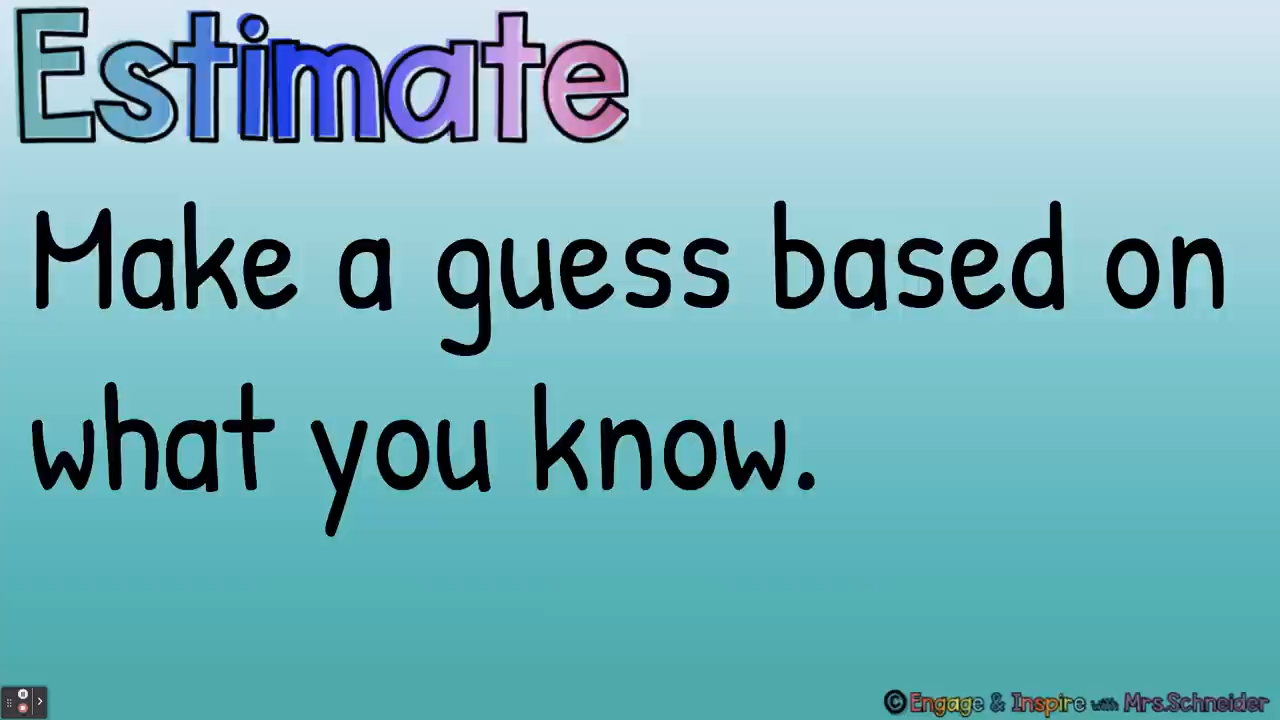 Estimate
Make a guess based on
what you know.
© Engage & Inspire with Mrs.Schneider